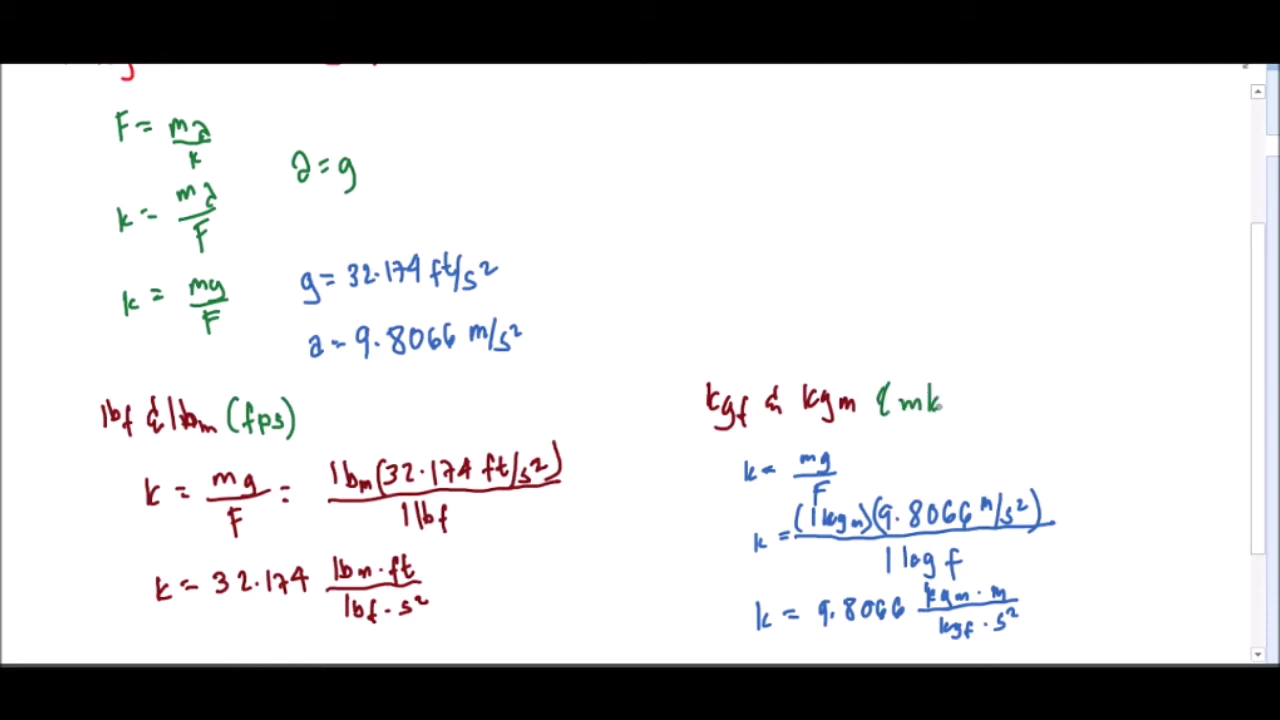 F = ma/k
a = g
k = ma/F
k = mg/F
g = 32.174 ft/s²
a = 9.8066 m/s²
lbf & lbm (fps)
k = mg/F = 1bm(32.174 ft/s²)/1 lbf
k = 32.174 lbm·ft/lbf·s²
kgf & kgm {mk
k = mg/F
k = (1 kgm)(9.8066 m/s²)/1 kgf
k = 9.8066 kgm·m/kgf·s²